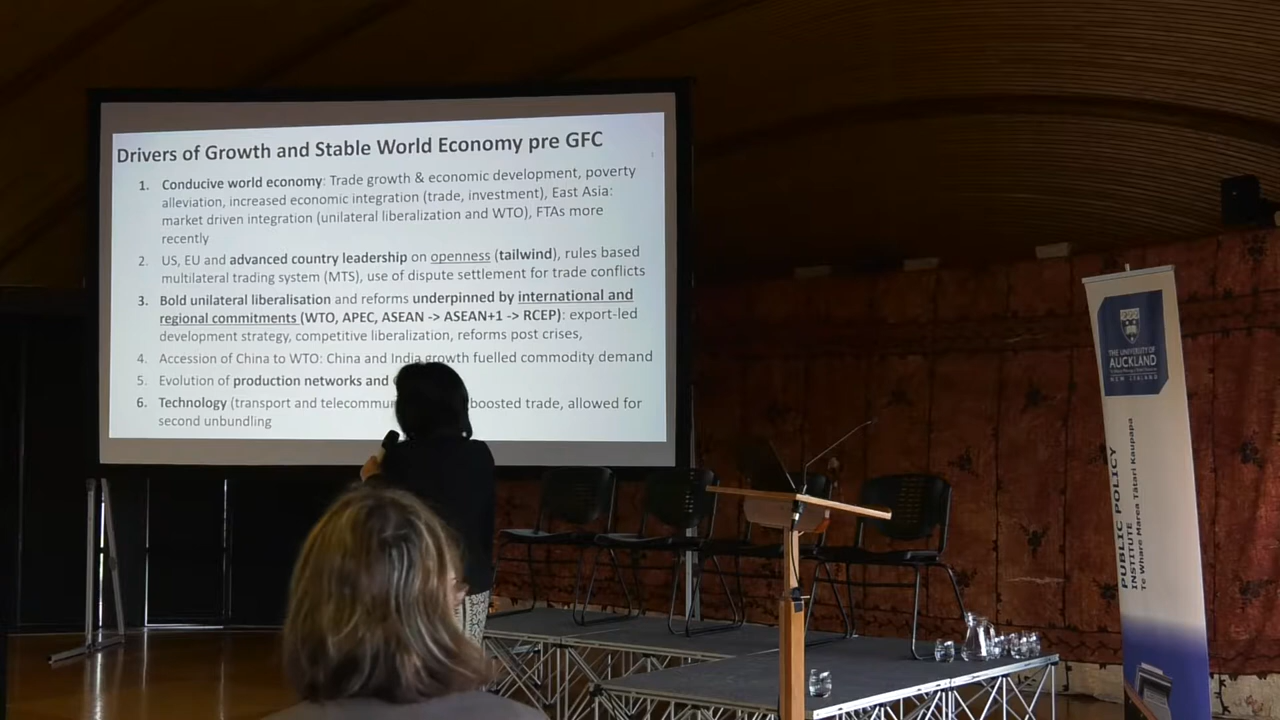 Drivers of Growth and Stable World Economy pre GFC
1. Conducive world economy: Trade growth & economic development, poverty
alleviation, increased economic integration (trade, investment), East Asia:
market driven integration (unilateral liberalization and WTO), FTAs more
recently
2. US, EU and advanced country leadership on openness (tailwind), rules based
multilateral trading system (MTS), use of dispute settlement for trade conflicts
3. Bold unilateral liberalisation and reforms underpinned by international and
regional commitments (WTO, APEC, ASEAN -> ASEAN+1 -> RCEP): export-led
development strategy, competitive liberalization, reforms post crises,
4. Accession of China to WTO: China and India growth fuelled commodity demand
5. Evolution of production networks and
6. Technology (transport and boosted trade, allowed for
second unbundling
THE UNIVERSITY OF
AUCKLAND
NEW ZEALAND
PUBLIC POLICY
INSTITUTE
Te Whare Marea Tātari Kaupapa